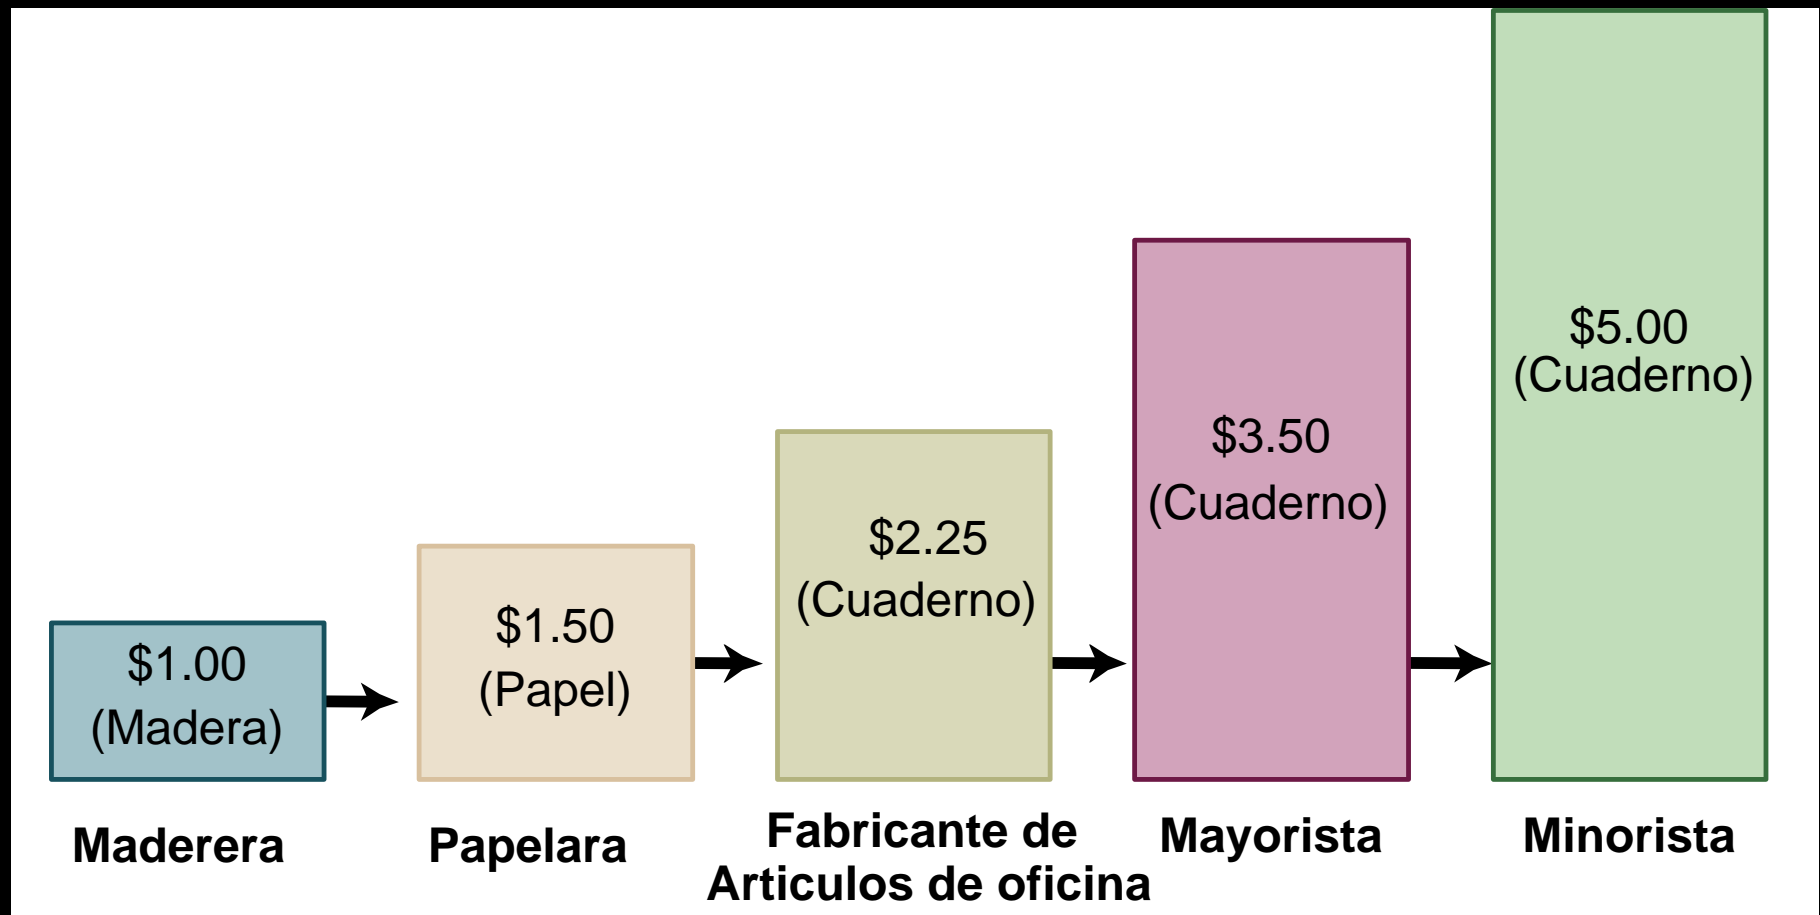 $1.00
(Madera)
$1.50
(Papel)
$2.25
(Cuaderno)
$3.50
(Cuaderno)
$5.00
(Cuaderno)
Maderera
Papelara
Fabricante de
Articulos de oficina
Mayorista
Minorista